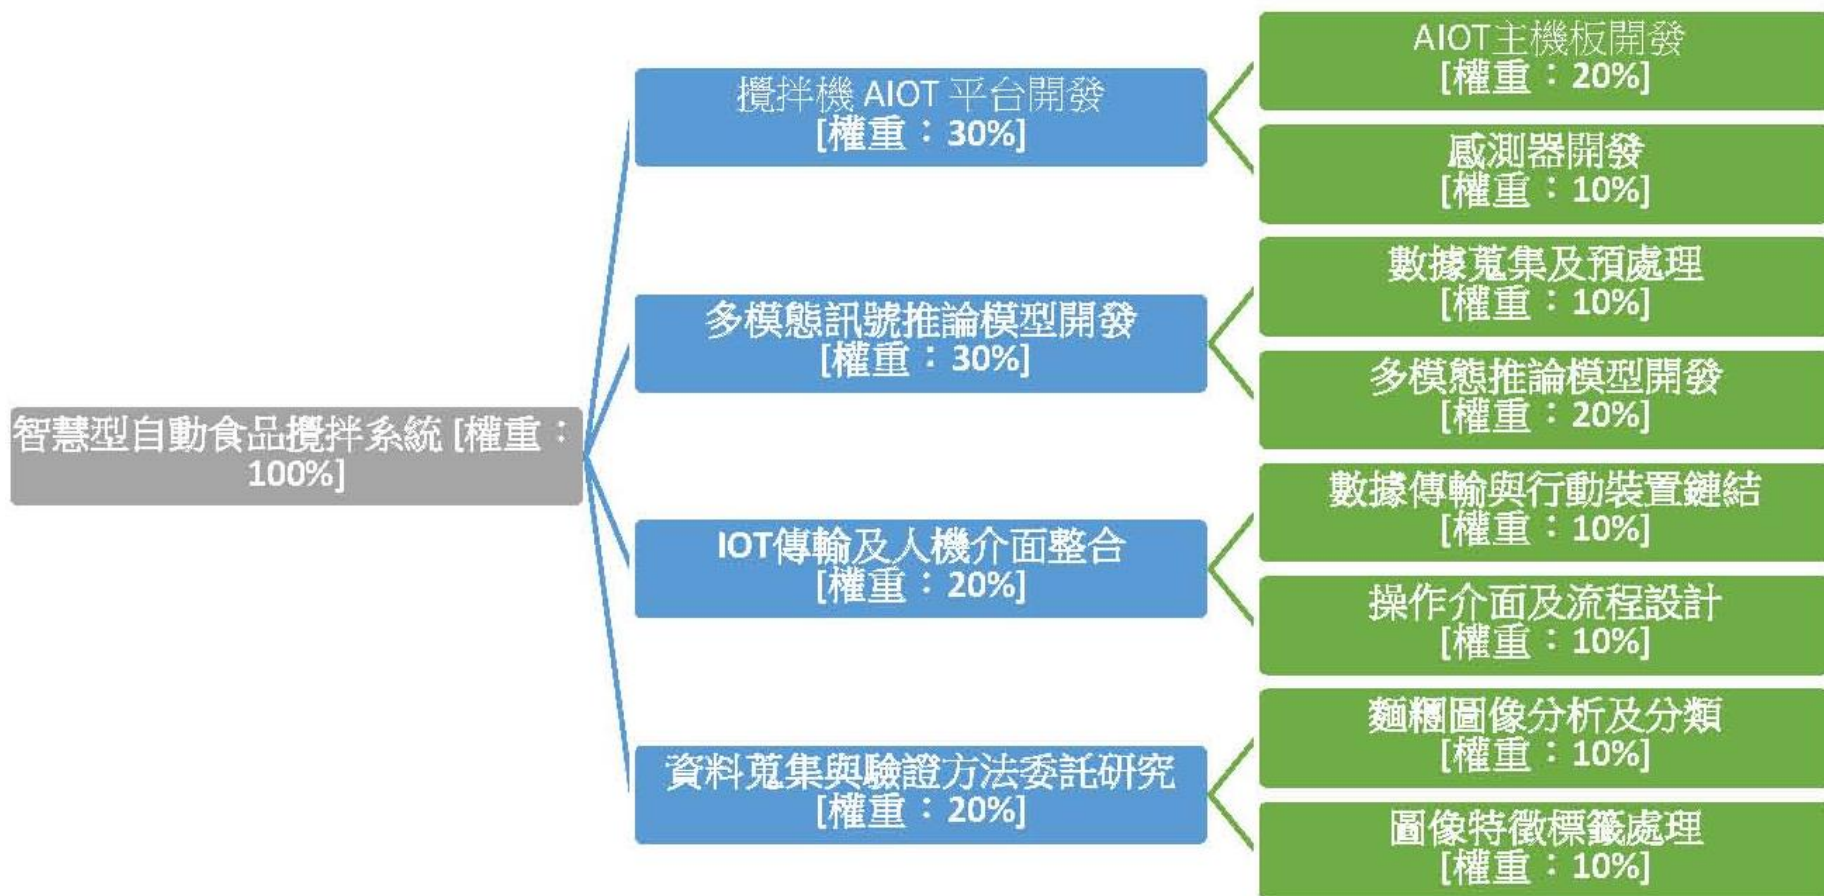 智慧型自動食品攪拌系統 [權重：
100%]
攪拌機 AIOT 平台開發
[權重：30%]
AIOT主機板開發
[權重：20%]
感測器開發
[權重：10%]
多模態訊號推論模型開發
[權重：30%]
數據蒐集及預處理
[權重：10%]
多模態推論模型開發
[權重：20%]
IOT傳輸及人機介面整合
[權重：20%]
數據傳輸與行動裝置鏈結
[權重：10%]
操作介面及流程設計
[權重：10%]
資料蒐集與驗證方法委託研究
[權重：20%]
麵糰圖像分析及分類
[權重：10%]
圖像特徵標籤處理
[權重：10%]